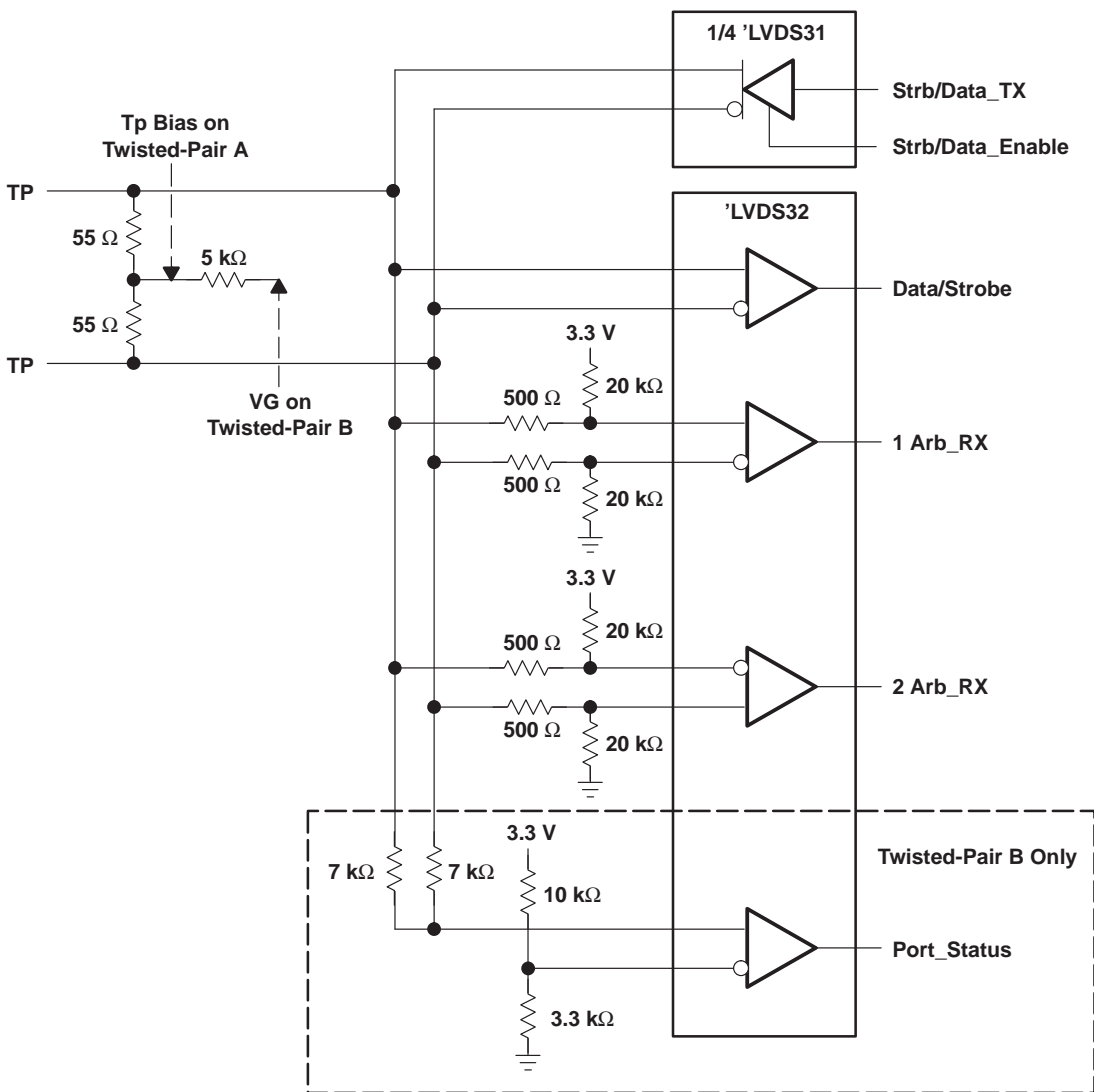 1/4 ’LVDS31
Strb/Data_TX
Strb/Data_Enable
Tp Bias on
Twisted-Pair A
TP
55 Ω
5 kΩ
55 Ω
TP
VG on
Twisted-Pair B
’LVDS32
Data/Strobe
3.3 V
20 kΩ
500 Ω
1 Arb_RX
500 Ω
20 kΩ
3.3 V
20 kΩ
500 Ω
2 Arb_RX
500 Ω
20 kΩ
3.3 V
Twisted-Pair B Only
7 kΩ
7 kΩ
10 kΩ
Port_Status
3.3 kΩ